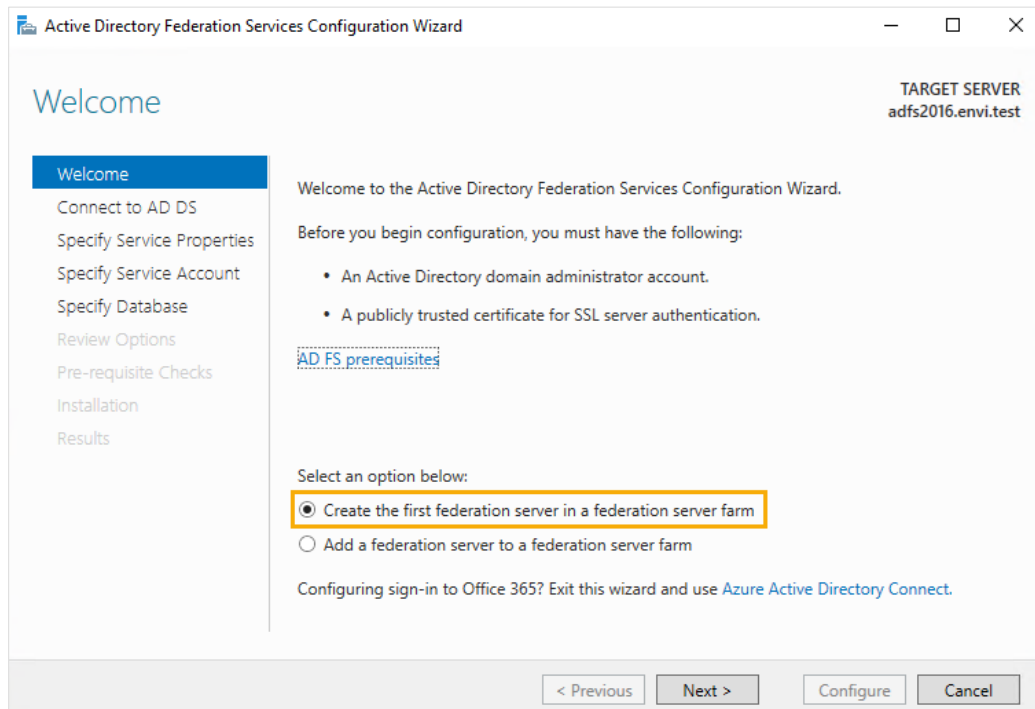 Active Directory Federation Services Configuration Wizard
Welcome
TARGET SERVER
adfs2016.envi.test
Welcome
Connect to AD DS
Specify Service Properties
Specify Service Account
Specify Database
Review Options
Pre-requisite Checks
Installation
Results
Welcome to the Active Directory Federation Services Configuration Wizard.
Before you begin configuration, you must have the following:
• An Active Directory domain administrator account.
• A publicly trusted certificate for SSL server authentication.
AD FS prerequisites
Select an option below:
Create the first federation server in a federation server farm
Add a federation server to a federation server farm
Configuring sign-in to Office 365? Exit this wizard and use Azure Active Directory Connect.
< Previous
Next >
Configure
Cancel